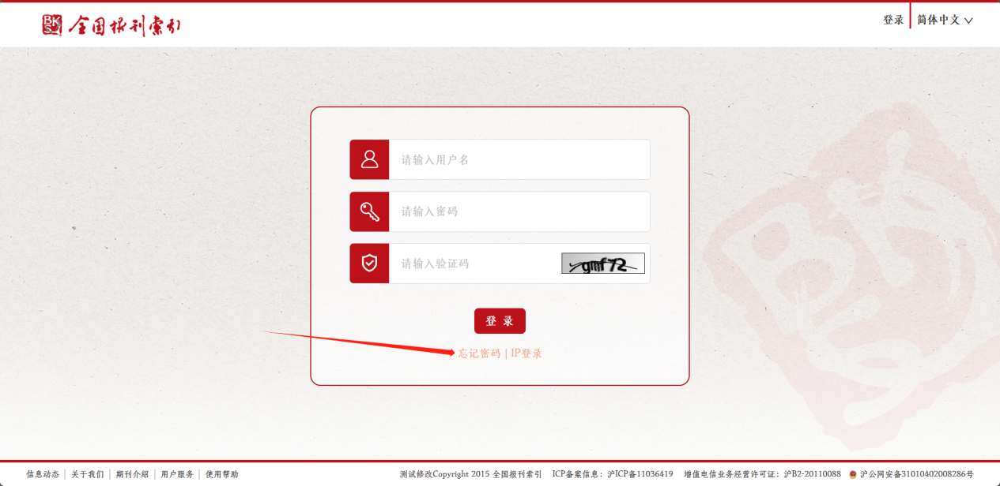 全国报刊索引
登录
简体中文
请输入用户名
请输入密码
请输入验证码
gmf72
登 录
忘记密码 | IP登录
信息动态 | 关于我们 | 期刊介绍 | 用户服务 | 使用帮助
测试修改Copyright 2015 全国报刊索引 ICP备案信息：沪ICP备11036419 增值电信业务经营许可证：沪B2-20110088 沪公网安备31010402008286号